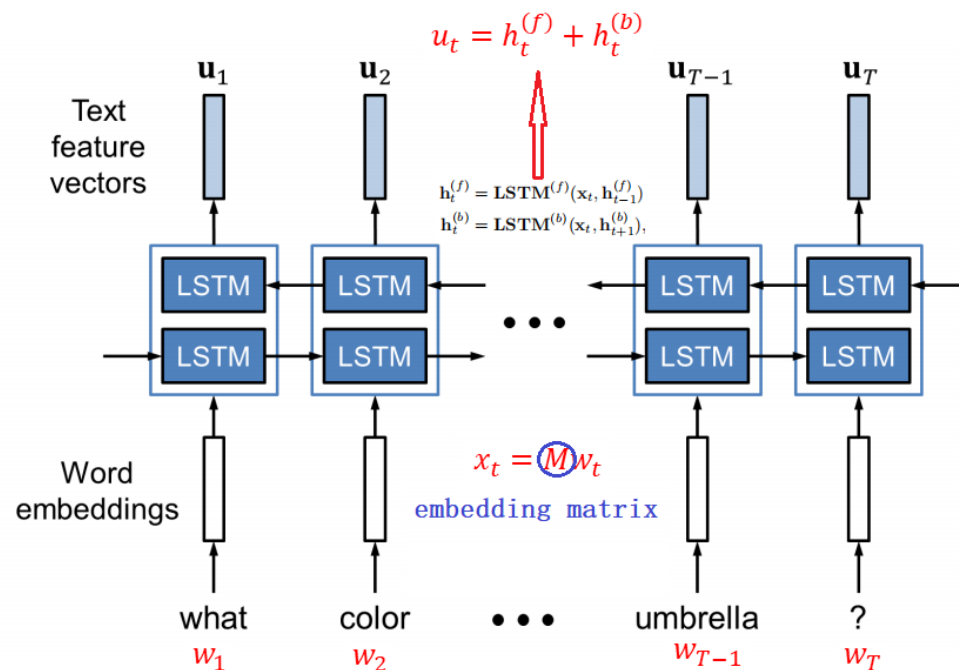 u_t = h_t^{(f)} + h_t^{(b)}
u_1 u_2 u_{T−1} u_T
Text
feature
vectors
h_t^{(f)} = LSTM^{(f)}(x_t, h_{t−1}^{(f)})
h_t^{(b)} = LSTM^{(b)}(x_t, h_{t+1}^{(b)}),
LSTM LSTM LSTM LSTM
•••
LSTM LSTM LSTM LSTM
Word
embeddings
x_t = Mw_t
embedding matrix
what color ••• umbrella ?
w_1 w_2 w_{T−1} w_T